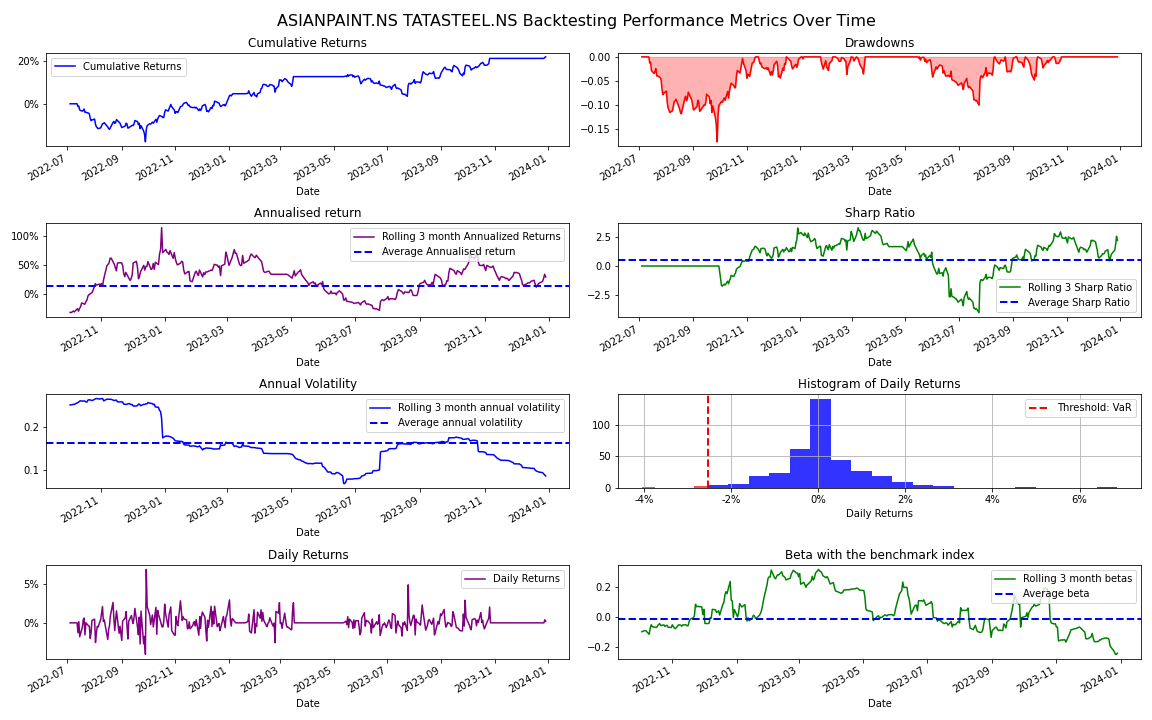 ASIANPAINT.NS TATASTEEL.NS Backtesting Performance Metrics Over Time
Cumulative Returns
20%
0%
Cumulative Returns
2022-07 2022-09 2022-11 2023-01 2023-03 2023-05 2023-07 2023-09 2023-11 2024-01
Date
Drawdowns
0.00
−0.05
−0.10
−0.15
2022-07 2022-09 2022-11 2023-01 2023-03 2023-05 2023-07 2023-09 2023-11 2024-01
Date
Annualised return
100%
50%
0%
Rolling 3 month Annualized Returns
Average Annualised return
2022-11 2023-01 2023-03 2023-05 2023-07 2023-09 2023-11 2024-01
Date
Sharp Ratio
2.5
0.0
−2.5
Rolling 3 Sharp Ratio
Average Sharp Ratio
2022-07 2022-09 2022-11 2023-01 2023-03 2023-05 2023-07 2023-09 2023-11 2024-01
Date
Annual Volatility
0.2
0.1
Rolling 3 month annual volatility
Average annual volatility
2022-11 2023-01 2023-03 2023-05 2023-07 2023-09 2023-11 2024-01
Date
Histogram of Daily Returns
100
50
0
Threshold: VaR
-4% -2% 0% 2% 4% 6%
Daily Returns
Daily Returns
5%
0%
Daily Returns
2022-07 2022-09 2022-11 2023-01 2023-03 2023-05 2023-07 2023-09 2023-11 2024-01
Date
Beta with the benchmark index
0.2
0.0
−0.2
Rolling 3 month betas
Average beta
2022-11 2023-01 2023-03 2023-05 2023-07 2023-09 2023-11 2024-01
Date